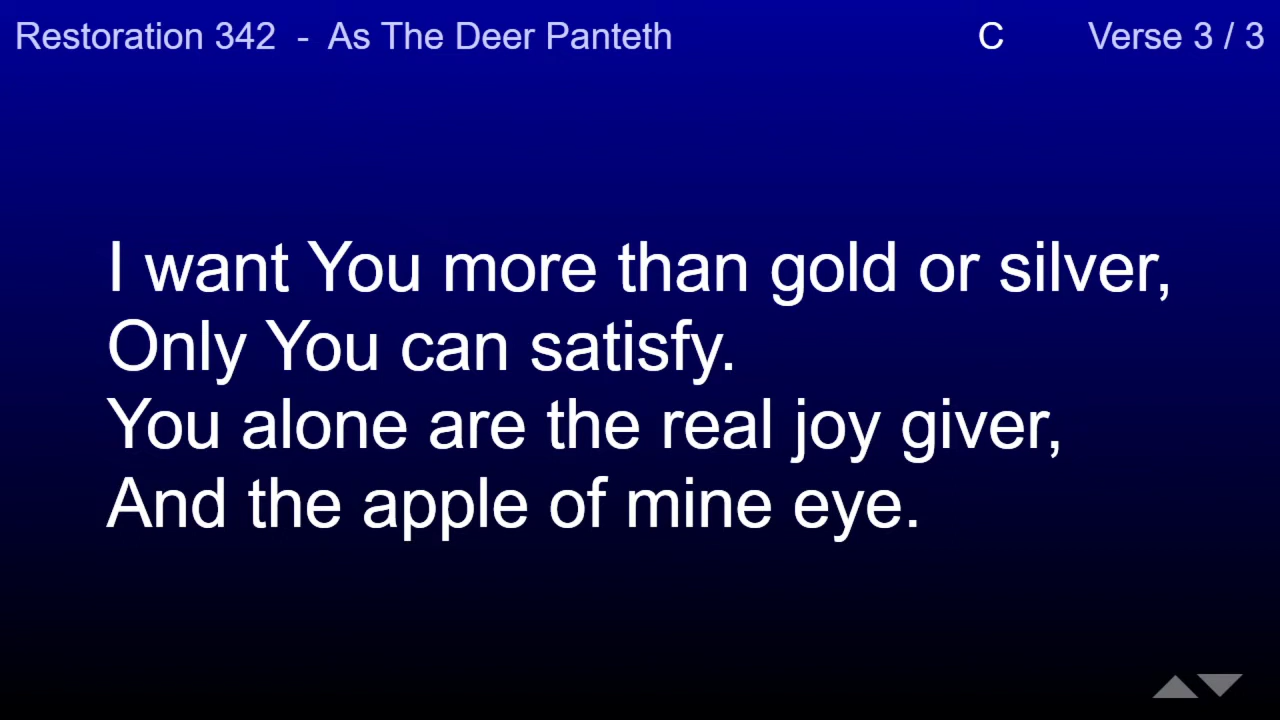 Restoration 342 - As The Deer Panteth C Verse 3 / 3
I want You more than gold or silver,
Only You can satisfy.
You alone are the real joy giver,
And the apple of mine eye.